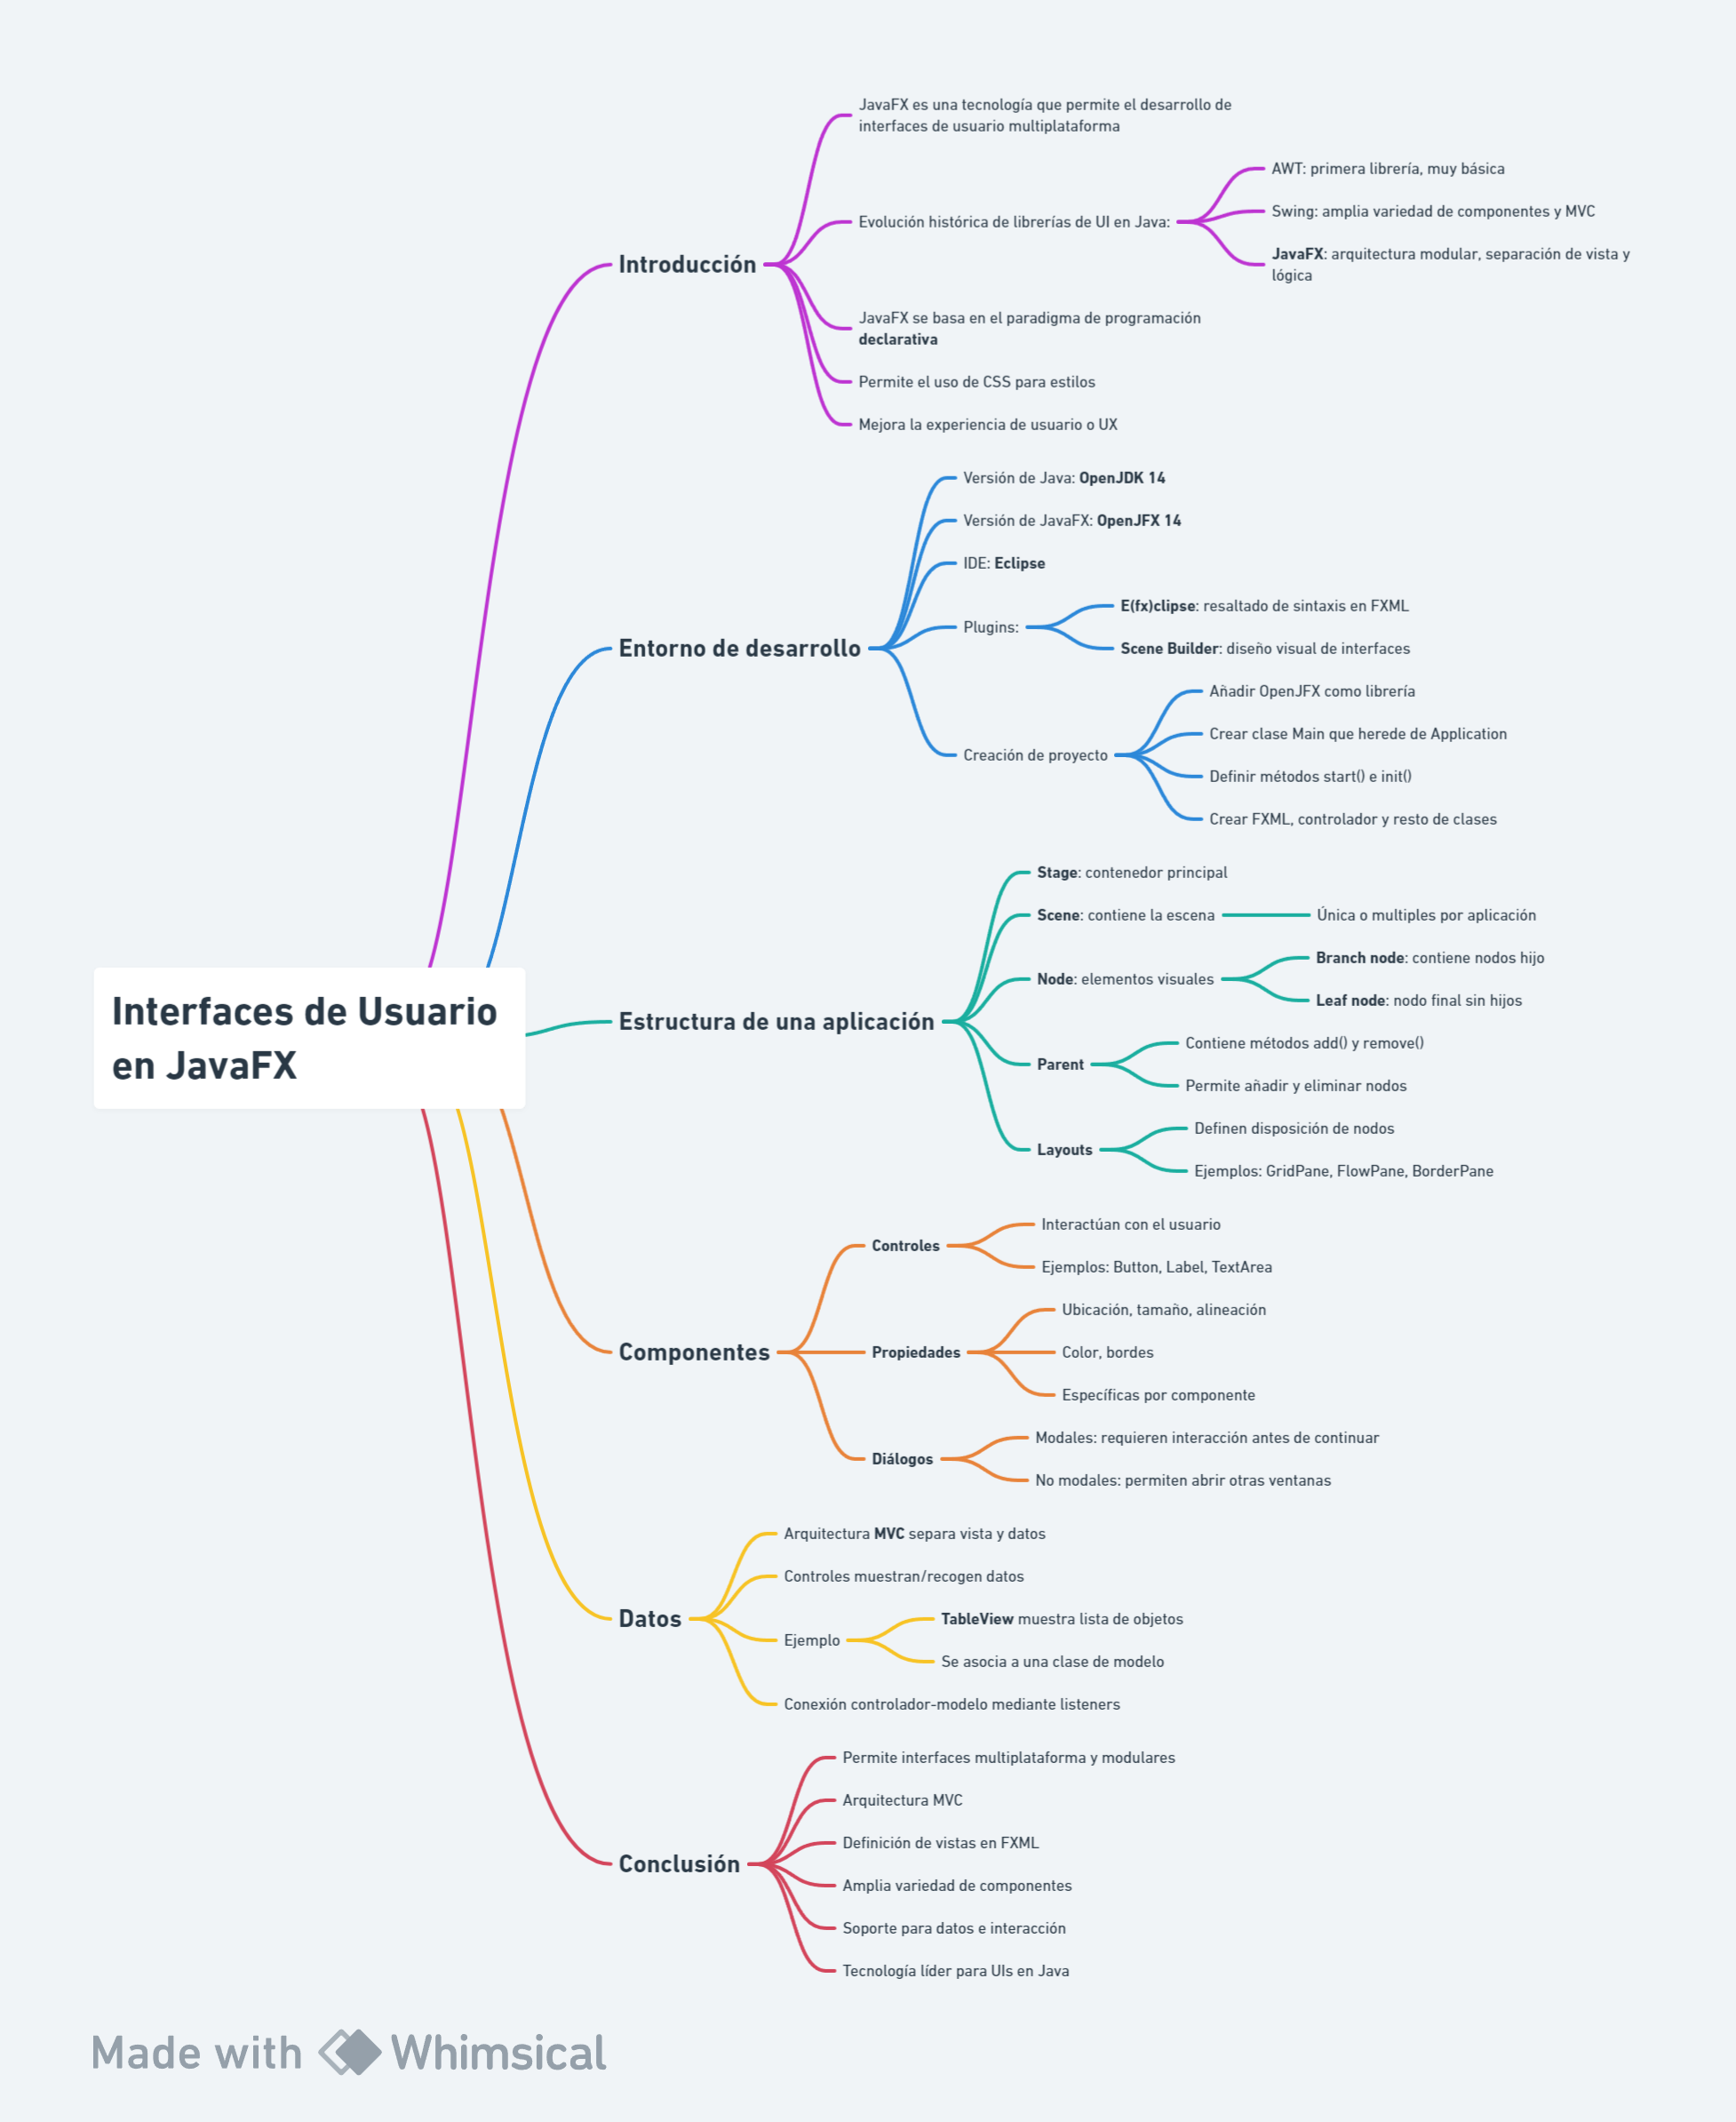 JavaFX es una tecnología que permite el desarrollo de
interfaces de usuario multiplataforma
AWT: primera librería, muy básica
Evolución histórica de librerías de UI en Java:
Swing: amplia variedad de componentes y MVC
JavaFX: arquitectura modular, separación de vista y
lógica
Introducción
JavaFX se basa en el paradigma de programación
declarativa
Permite el uso de CSS para estilos
Mejora la experiencia de usuario o UX
Versión de Java: OpenJDK 14
Versión de JavaFX: OpenJFX 14
IDE: Eclipse
Plugins:
E(fx)clipse: resaltado de sintaxis en FXML
Scene Builder: diseño visual de interfaces
Entorno de desarrollo
Creación de proyecto
Añadir OpenJFX como librería
Crear clase Main que herede de Application
Definir métodos start() e init()
Crear FXML, controlador y resto de clases
Interfaces de Usuario
en JavaFX
Estructura de una aplicación
Stage: contenedor principal
Scene: contiene la escena
Única o multiples por aplicación
Node: elementos visuales
Branch node: contiene nodos hijo
Leaf node: nodo final sin hijos
Parent
Contiene métodos add() y remove()
Permite añadir y eliminar nodos
Layouts
Definen disposición de nodos
Ejemplos: GridPane, FlowPane, BorderPane
Componentes
Controles
Interactúan con el usuario
Ejemplos: Button, Label, TextArea
Propiedades
Ubicación, tamaño, alineación
Color, bordes
Específicas por componente
Diálogos
Modales: requieren interacción antes de continuar
No modales: permiten abrir otras ventanas
Datos
Arquitectura MVC separa vista y datos
Controles muestran/recogen datos
Ejemplo
TableView muestra lista de objetos
Se asocia a una clase de modelo
Conexión controlador-modelo mediante listeners
Conclusión
Permite interfaces multiplataforma y modulares
Arquitectura MVC
Definición de vistas en FXML
Amplia variedad de componentes
Soporte para datos e interacción
Tecnología líder para UIs en Java
Made with Whimsical